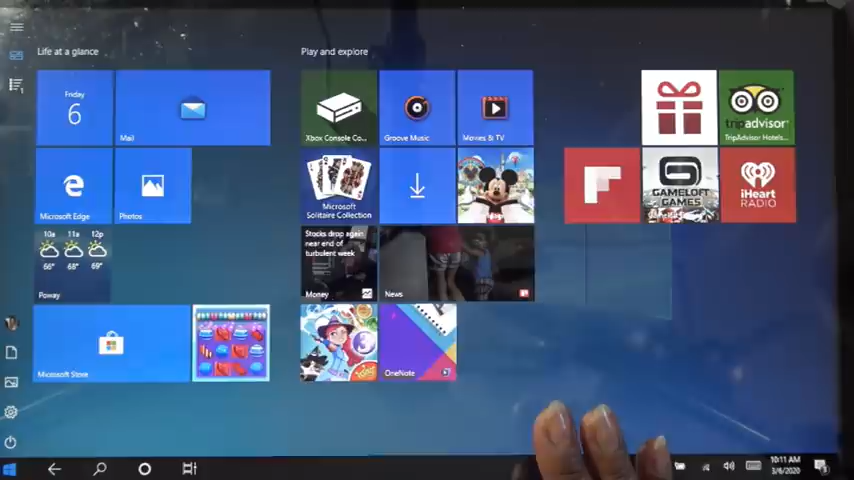 Life at a glance
Play and explore
Friday
6
Mail
Xbox Console Co...
Groove Music
Movies & TV
tripadvisor
TripAdvisor Hotels...
Microsoft Edge
Photos
Microsoft
Solitaire Collection
GAMELOFT
GAMES
iHeart
RADIO
10a 11a 12p
66° 68° 69°
Poway
Stocks drop again
near end of
turbulent week
Money
News
Microsoft Store
King
OneNote
10:11 AM
3/6/2020